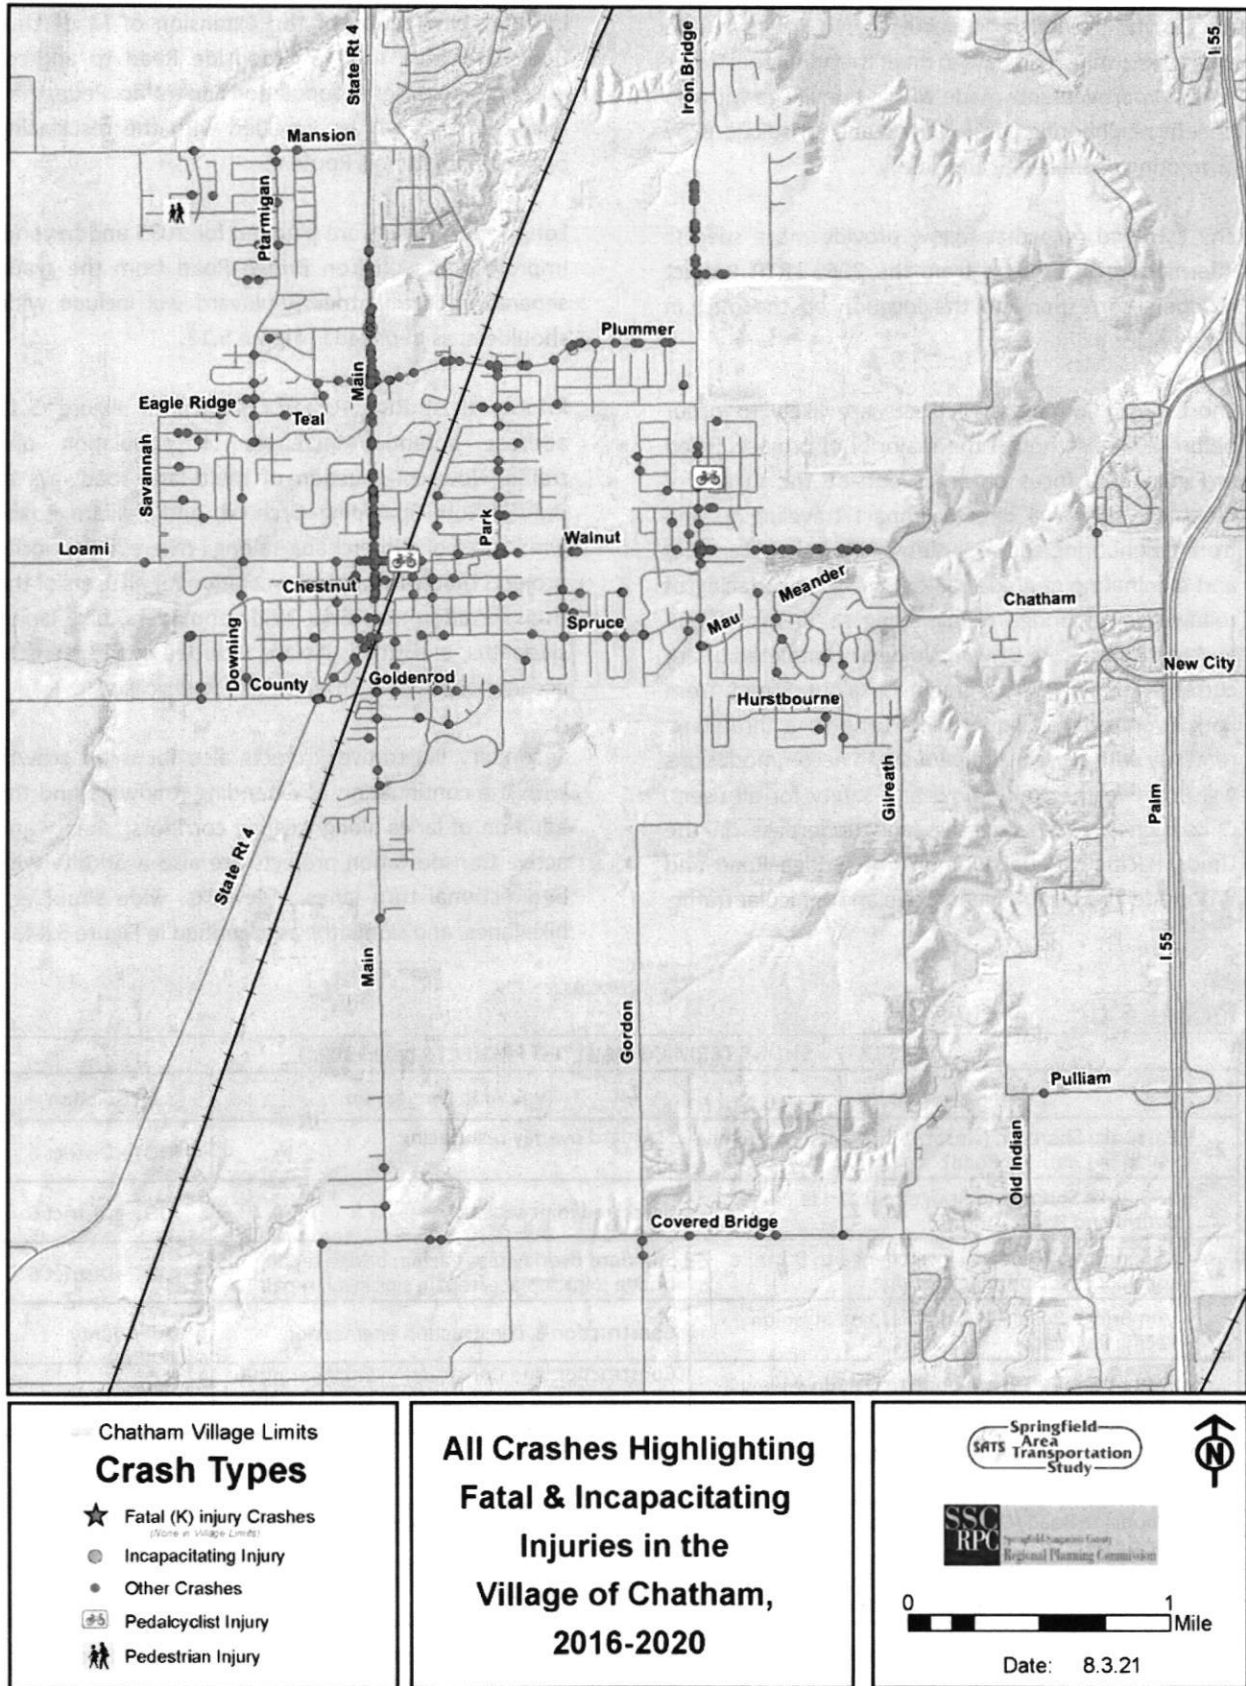 State Rt 4
Iron Bridge
I 55
Mansion
Ptarmigan
Plummer
Main
Eagle Ridge
Teal
Savannah
Park
Walnut
Loami
Chestnut
Meander
Mau
Chatham
Spruce
Downing
New City
County
Goldenrod
Hurstbourne
Gilreath
Palm
State Rt 4
I 55
Main
Gordon
Pulliam
Old Indian
Covered Bridge
Chatham Village Limits
Crash Types
Fatal (K) injury Crashes
(None in Village Limits)
Incapacitating Injury
Other Crashes
Pedalcyclist Injury
Pedestrian Injury
All Crashes Highlighting
Fatal & Incapacitating
Injuries in the
Village of Chatham,
2016-2020
Springfield
SATS Area
Transportation
Study
SSC
RPC
Springfield Sangamon County
Regional Planning Commission
N
0 1
Mile
Date: 8.3.21